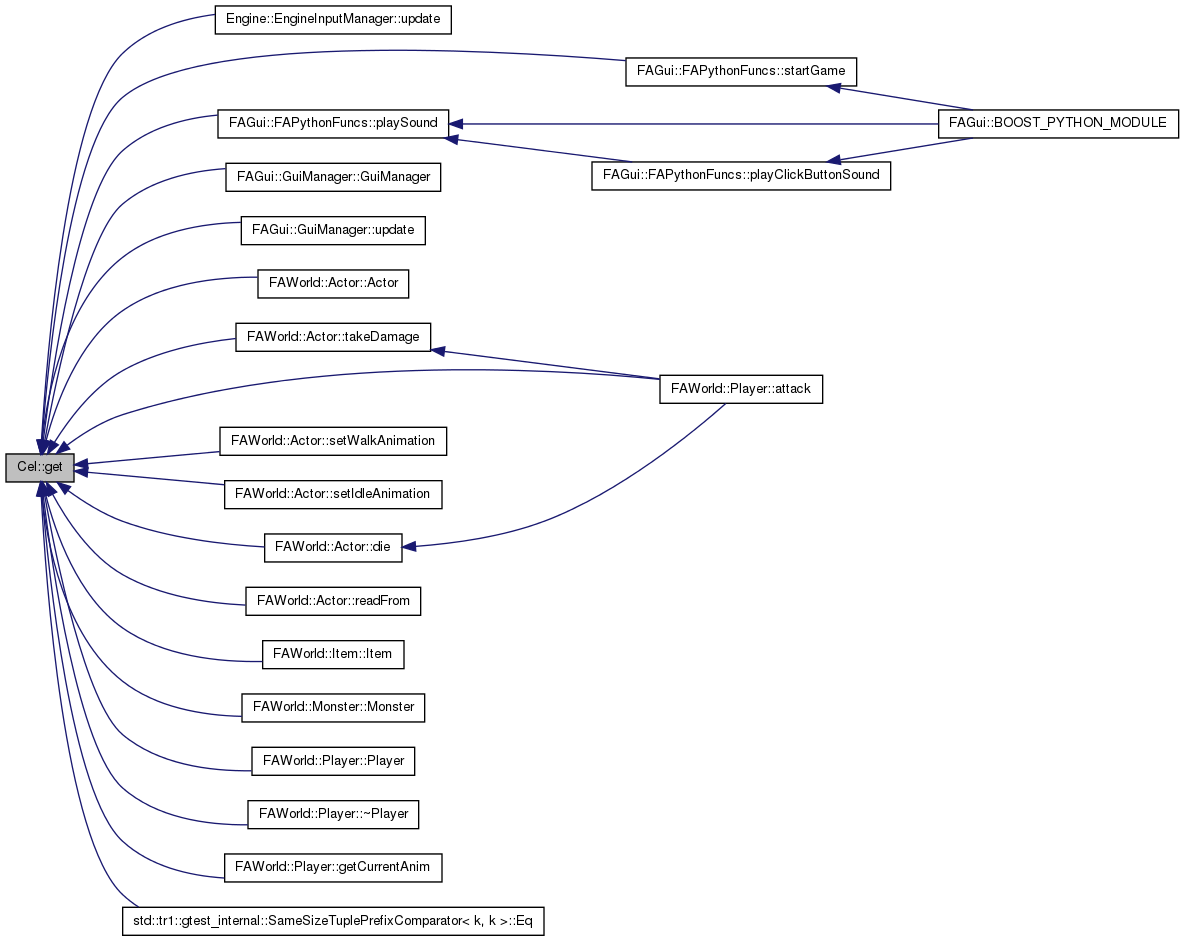 Engine::EngineInputManager::update
FAGui::FAPythonFuncs::startGame
FAGui::FAPythonFuncs::playSound
FAGui::BOOST_PYTHON_MODULE
FAGui::GuiManager::GuiManager
FAGui::FAPythonFuncs::playClickButtonSound
FAGui::GuiManager::update
FAWorld::Actor::Actor
FAWorld::Actor::takeDamage
FAWorld::Player::attack
FAWorld::Actor::setWalkAnimation
Cel::get
FAWorld::Actor::setIdleAnimation
FAWorld::Actor::die
FAWorld::Actor::readFrom
FAWorld::Item::Item
FAWorld::Monster::Monster
FAWorld::Player::Player
FAWorld::Player::~Player
FAWorld::Player::getCurrentAnim
std::tr1::gtest_internal::SameSizeTuplePrefixComparator< k, k >::Eq